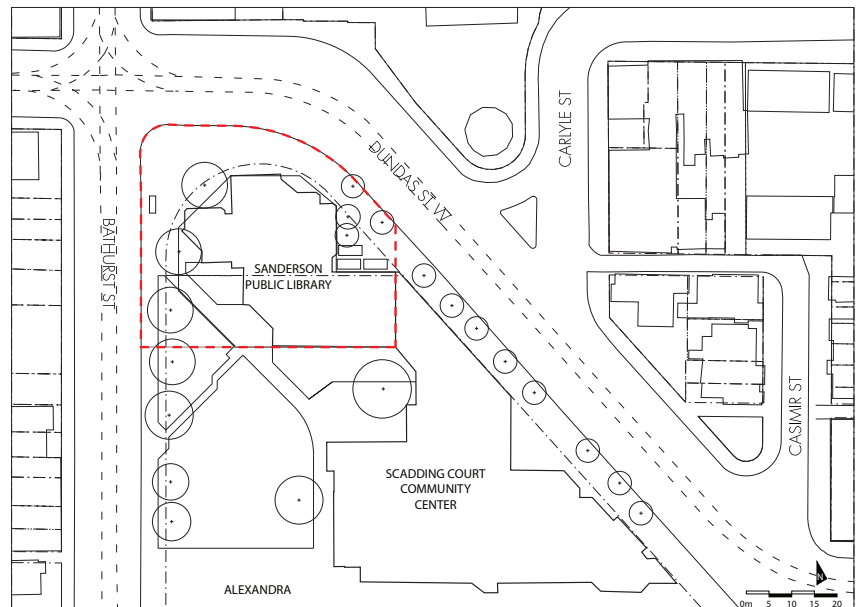 CARLYLE ST
DUNDAS ST W
BATHURST ST
SANDERSON
PUBLIC LIBRARY
CASIMIR ST
SCADDING COURT
COMMUNITY
CENTER
ALEXANDRA
N
0m 5 10 15 20